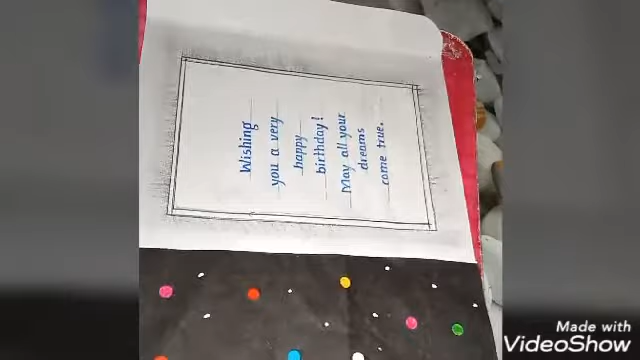 Wishing
you a very
happy
birthday!
May all your
dreams
come true.
Made with
VideoShow